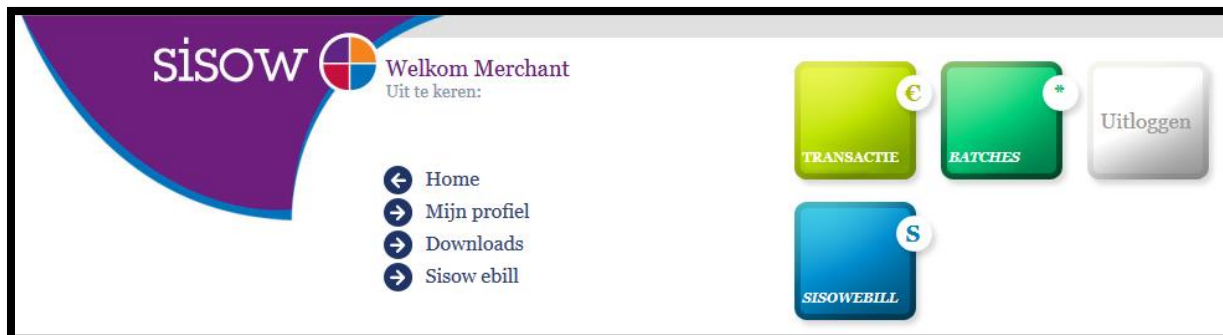 sisow
Welkom Merchant
Uit te keren:
Home
Mijn profiel
Downloads
Sisow ebill
€
TRANSACTIE
*
BATCHES
Uitloggen
S
SISOWEBILL